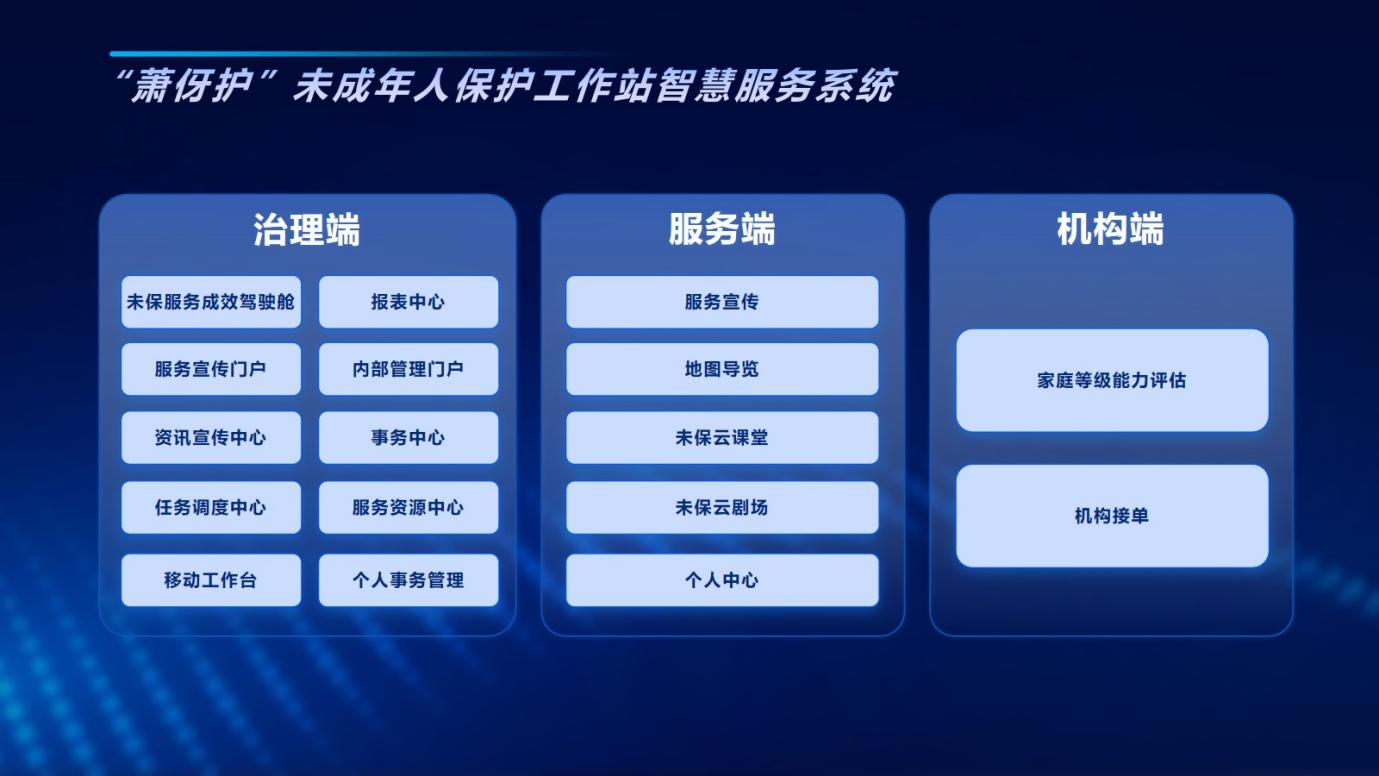 “萧伢护”未成年人保护工作站智慧服务系统
治理端
未保服务成效驾驶舱
报表中心
服务宣传门户
内部管理门户
资讯宣传中心
事务中心
任务调度中心
服务资源中心
移动工作台
个人事务管理
服务端
服务宣传
地图导览
未保云课堂
未保云剧场
个人中心
机构端
家庭等级能力评估
机构接单